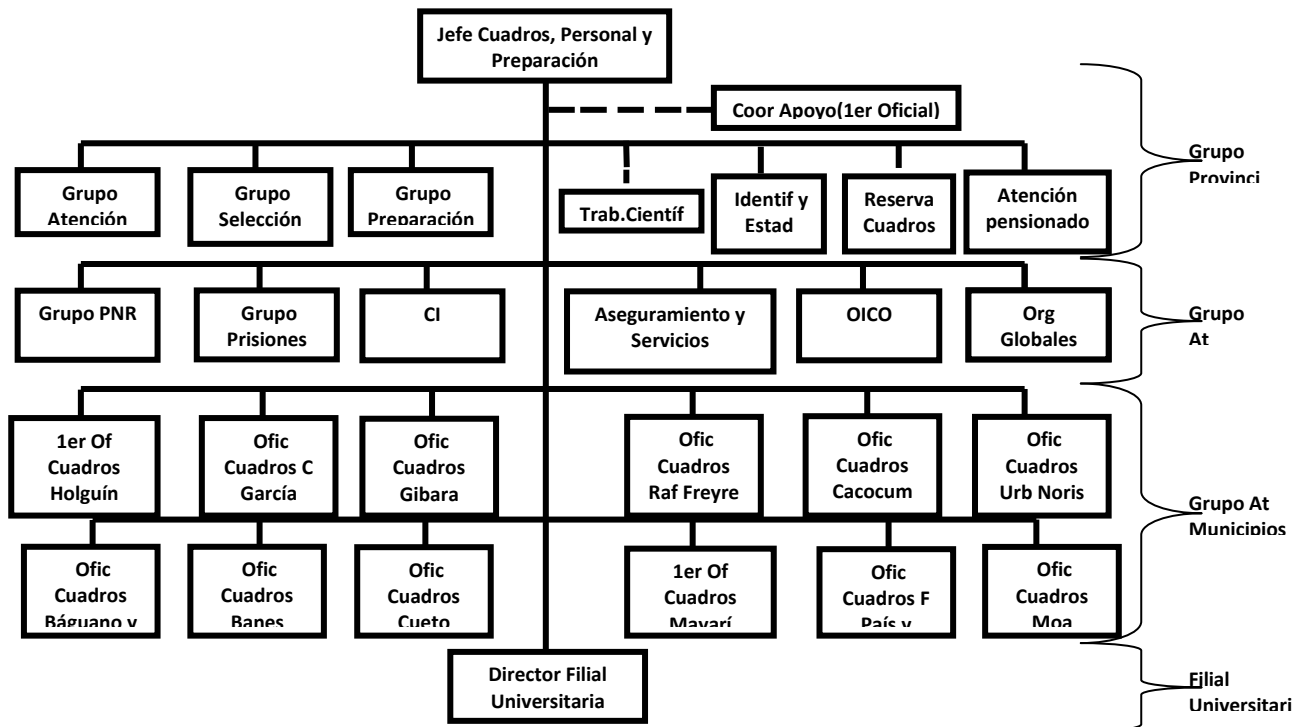 Jefe Cuadros, Personal y
Preparación
Coor Apoyo(1er Oficial)
Grupo
Provinci
Grupo
Atención
Grupo
Selección
Grupo
Preparación
Trab.Científ
Identif y
Estad
Reserva
Cuadros
Atención
pensionado
Grupo PNR
Grupo
Prisiones
CI
Aseguramiento y
Servicios
OICO
Org
Globales
Grupo
At
1er Of
Cuadros
Holguín
Ofic
Cuadros C
García
Ofic
Cuadros
Gibara
Ofic
Cuadros
Raf Freyre
Ofic
Cuadros
Cacocum
Ofic
Cuadros
Urb Noris
Grupo At
Municipios
Ofic
Cuadros
Báguano y
Ofic
Cuadros
Banes
Ofic
Cuadros
Cueto
1er Of
Cuadros
Mayarí
Ofic
Cuadros F
País y
Ofic
Cuadros
Moa
Director Filial
Universitaria
Filial
Universitari